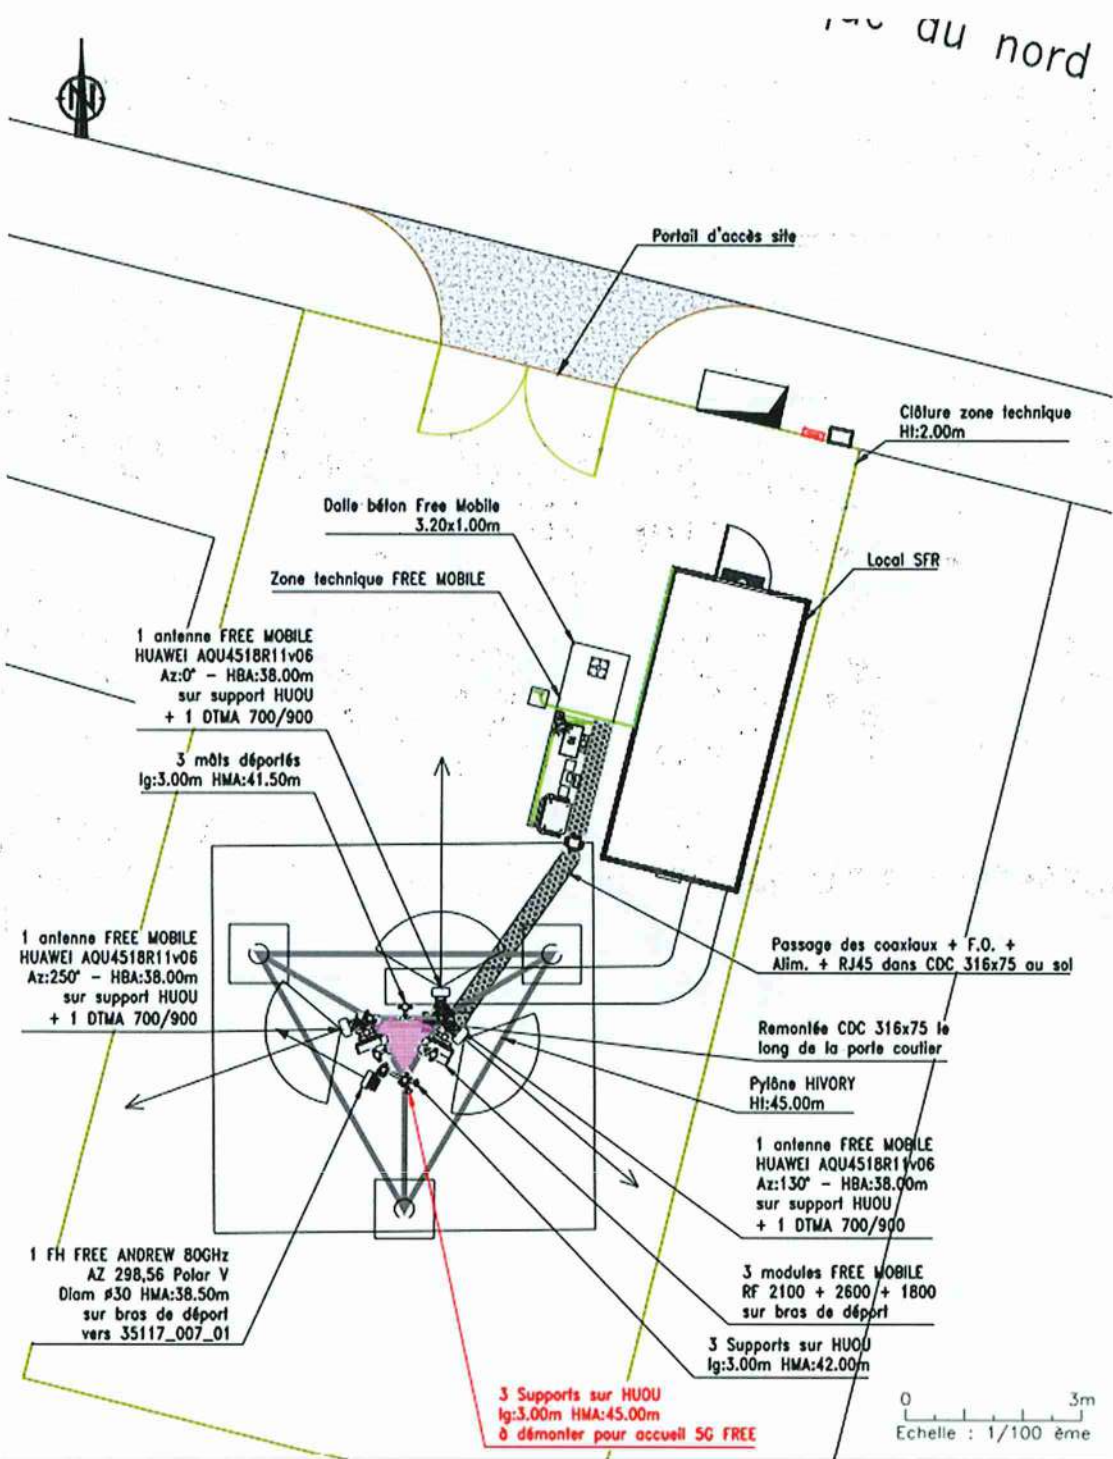 du nord
N
Portail d'accès site
Clôture zone technique
Ht:2.00m
Dalle béton Free Mobile
3.20x1.00m
Local SFR
Zone technique FREE MOBILE
1 antenne FREE MOBILE
HUAWEI AQU4518R11v06
Az:0° - HBA:38.00m
sur support HUOU
+ 1 DTMA 700/900
3 mâts déportés
lg:3.00m HMA:41.50m
1 antenne FREE MOBILE
HUAWEI AQU4518R11v06
Az:250° - HBA:38.00m
sur support HUOU
+ 1 DTMA 700/900
Passage des coaxiaux + F.O. +
Alim. + RJ45 dans CDC 316x75 au sol
Remontée CDC 316x75 le
long de la porte coutier
Pylône HIVORY
Ht:45.00m
1 antenne FREE MOBILE
HUAWEI AQU4518R11v06
Az:130° - HBA:38.00m
sur support HUOU
+ 1 DTMA 700/900
1 FH FREE ANDREW 80GHz
AZ 298,56 Polar V
Diam ø30 HMA:38.50m
sur bras de déport
vers 35117_007_01
3 modules FREE MOBILE
RF 2100 + 2600 + 1800
sur bras de déport
3 Supports sur HUOU
lg:3.00m HMA:42.00m
3 Supports sur HUOU
lg:3.00m HMA:45.00m
à démonter pour accueil 5G FREE
0 3m
Echelle : 1/100 ème